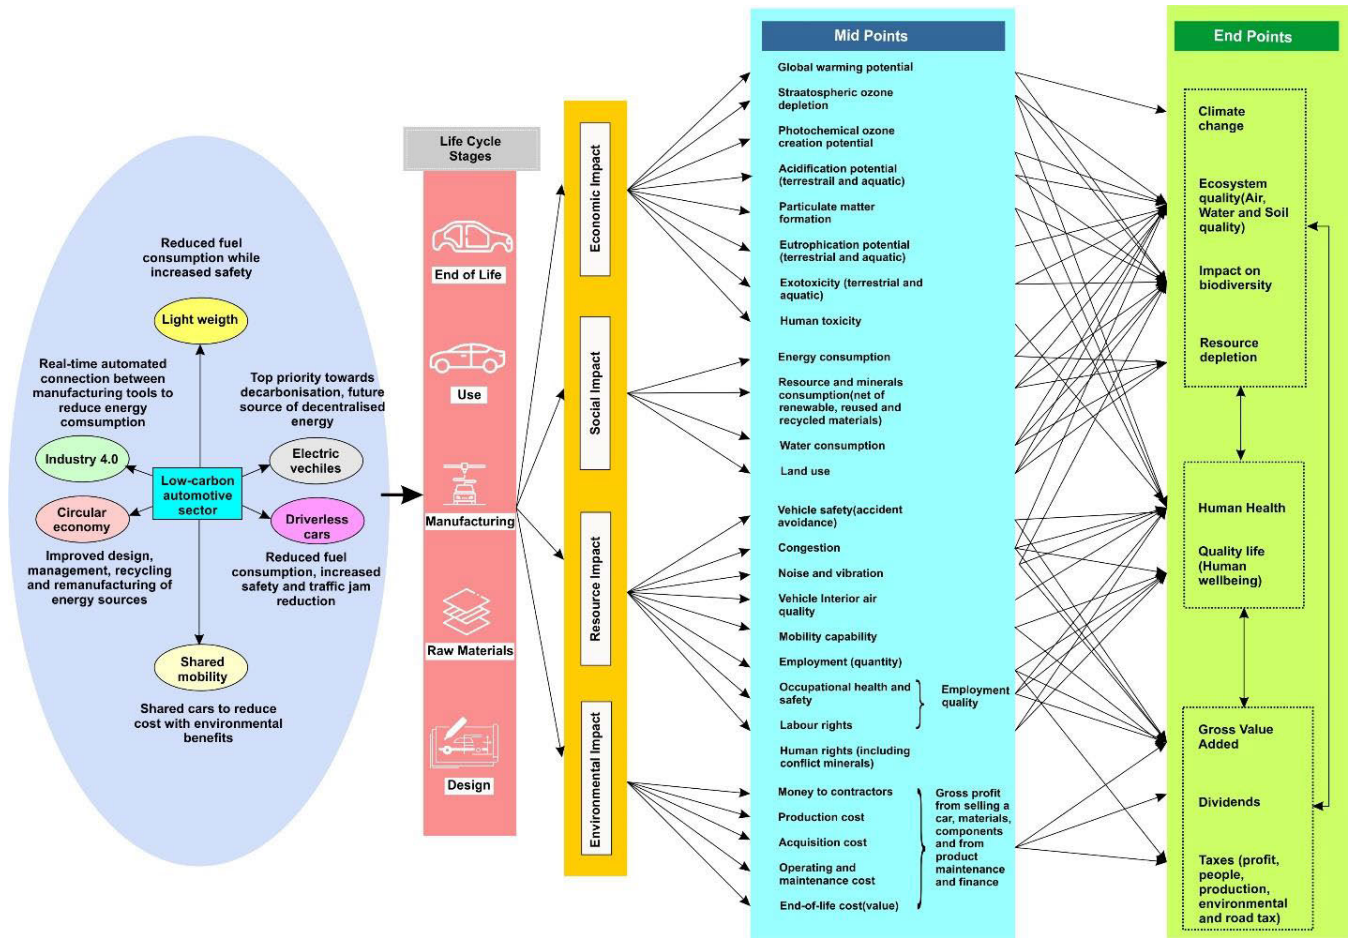 Reduced fuel
consumption while
increased safety
Light weigth
Real-time automated
connection between
manufacturing tools to
reduce energy
comsumption
Top priority towards
decarbonisation, future
source of decentralised
energy
Industry 4.0
Electric
vechiles
Low-carbon
automotive
sector
Circular
economy
Driverless
cars
Improved design,
management, recycling
and remanufacturing of
energy sources
Reduced fuel
consumption, increased
safety and traffic jam
reduction
Shared
mobility
Shared cars to reduce
cost with environmental
benefits
Life Cycle
Stages
End of Life
Use
Manufacturing
Raw Materials
Design
Economic Impact
Social Impact
Resource Impact
Environmental Impact
Mid Points
Global warming potential
Straatospheric ozone
depletion
Photochemical ozone
creation potential
Acidification potential
(terrestrail and aquatic)
Particulate matter
formation
Eutrophication potential
(terrestrial and aquatic)
Exotoxicity (terrestrial and
aquatic)
Human toxicity
Energy consumption
Resource and minerals
consumption(net of
renewable, reused and
recycled materials)
Water consumption
Land use
Vehicle safety(accident
avoidance)
Congestion
Noise and vibration
Vehicle Interior air
quality
Mobility capability
Employment (quantity)
Occupational health and
safety
Labour rights
Employment
quality
Human rights (including
conflict minerals)
Money to contractors
Production cost
Acquisition cost
Operating and
maintenance cost
End-of-life cost(value)
Gross profit
from selling a
car, materials,
components
and from
product
maintenance
and finance
End Points
Climate
change
Ecosystem
quality(Air,
Water and Soil
quality)
Impact on
biodiversity
Resource
depletion
Human Health
Quality life
(Human
wellbeing)
Gross Value
Added
Dividends
Taxes (profit,
people,
production,
environmental
and road tax)